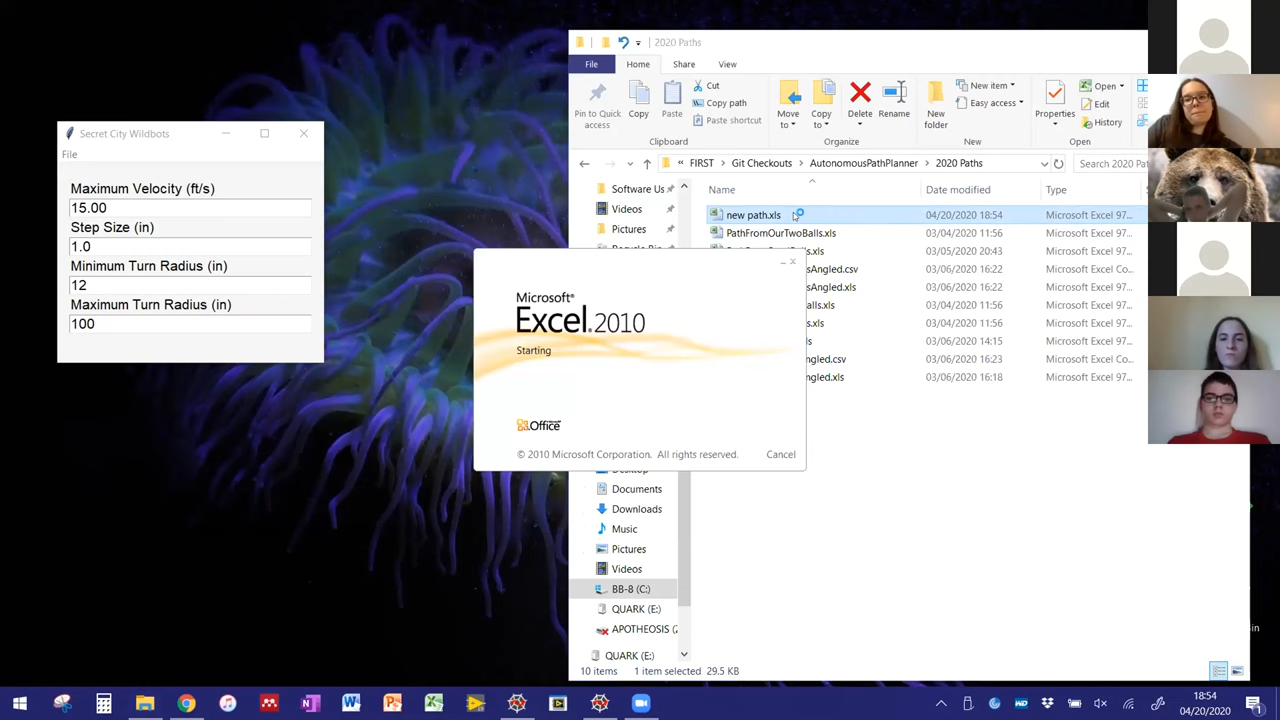 Secret City Wildbots
File
Maximum Velocity (ft/s)
15.00
Step Size (in)
1.0
Minimum Turn Radius (in)
12
Maximum Turn Radius (in)
100
2020 Paths
File Home Share View
Pin to Quick access
Copy
Paste
Cut
Copy path
Paste shortcut
Clipboard
Move to
Copy to
Delete
Rename
Organize
New folder
New item
Easy access
New
Properties
Open
Edit
History
Open
« FIRST > Git Checkouts > AutonomousPathPlanner > 2020 Paths
Search 2020 Pa
Name Date modified Type
new path.xls 04/20/2020 18:54 Microsoft Excel 97...
PathFromOurTwoBalls.xls 03/04/2020 11:56 Microsoft Excel 97...
alls.xls 03/05/2020 20:43 Microsoft Excel 97...
sAngled.csv 03/06/2020 16:22 Microsoft Excel Co...
sAngled.xls 03/06/2020 16:22 Microsoft Excel 97...
alls.xls 03/04/2020 11:56 Microsoft Excel 97...
s.xls 03/04/2020 11:56 Microsoft Excel 97...
ls 03/06/2020 14:15 Microsoft Excel 97...
ngled.csv 03/06/2020 16:23 Microsoft Excel Co...
ngled.xls 03/06/2020 16:18 Microsoft Excel 97...
Software Us
Videos
Pictures
Microsoft®
Excel 2010
Starting
Office
© 2010 Microsoft Corporation. All rights reserved.
Cancel
Desktop
Documents
Downloads
Music
Pictures
Videos
BB-8 (C:)
QUARK (E:)
APOTHEOSIS (
QUARK (E:)
10 items 1 item selected 29.5 KB
18:54
04/20/2020
1